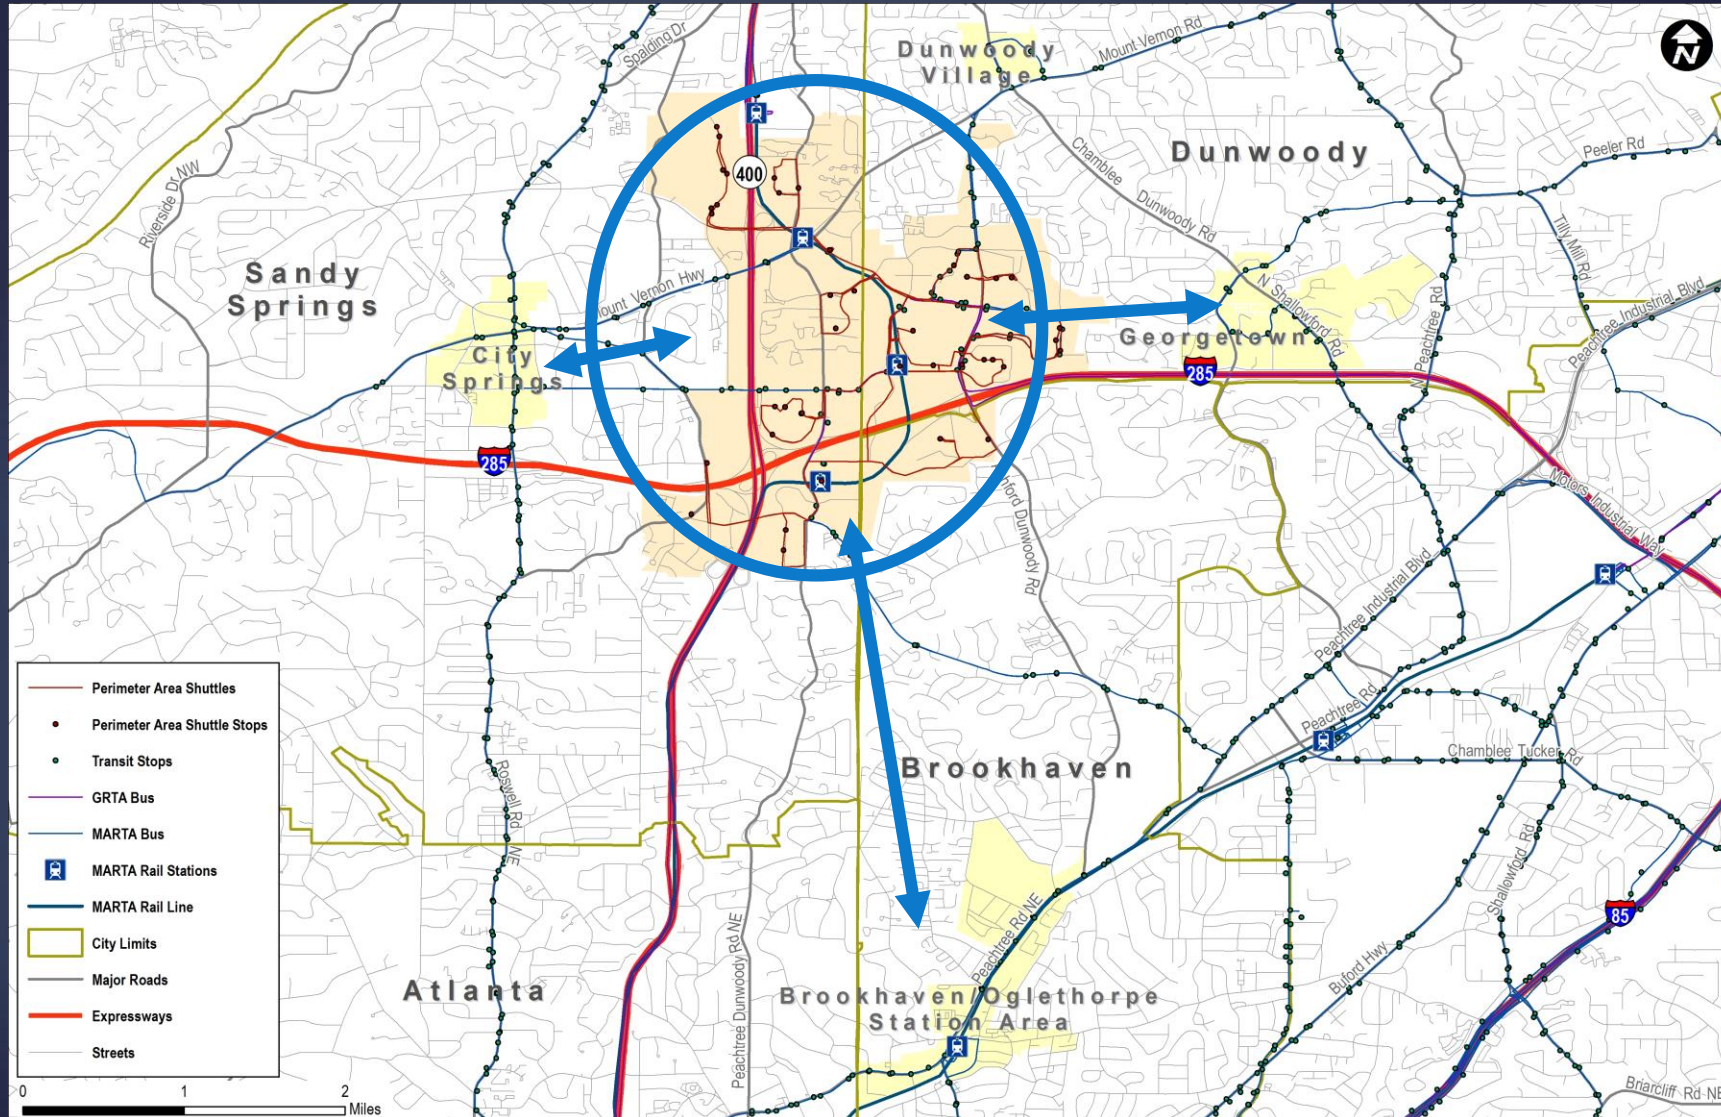 Spalding Dr
Dunwoody
Village
Mount Vernon Rd
N
Riverside Dr NW
400
Chamblee
Dunwoody Rd
Dunwoody
Peeler Rd
Tilly Mill Rd
Sandy
Springs
Mount Vernon Hwy
N Shallowford Rd
N Peachtree Rd
Peachtree Industrial Blvd
City
Springs
Georgetown
285
285
Motors Industrial Way
Dunwoody Rd
Peachtree Industrial Blvd
Perimeter Area Shuttles
Perimeter Area Shuttle Stops
Transit Stops
GRTA Bus
MARTA Bus
MARTA Rail Stations
MARTA Rail Line
City Limits
Major Roads
Expressways
Streets
Roswell Rd NE
Peachtree Rd
Chamblee Tucker Rd
Brookhaven
Shallowford Rd
85
Peachtree Rd NE
Buford Hwy
Atlanta
Peachtree Dunwoody Rd NE
Brookhaven/Oglethorpe
Station Area
Briarcliff Rd NE
0 1 2
Miles